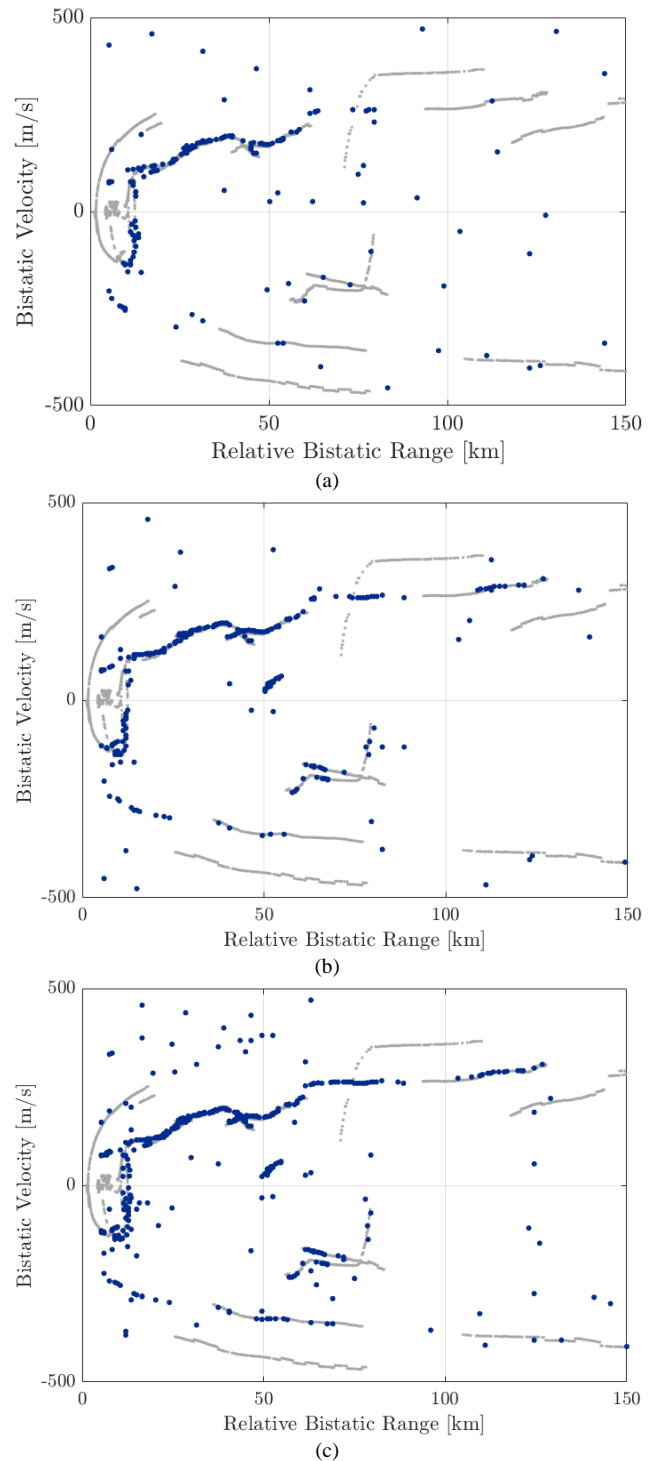 500
0
-500
Bistatic Velocity [m/s]
0 50 100 150
Relative Bistatic Range [km]
(a)
500
0
-500
Bistatic Velocity [m/s]
0 50 100 150
Relative Bistatic Range [km]
(b)
500
0
-500
Bistatic Velocity [m/s]
0 50 100 150
Relative Bistatic Range [km]
(c)